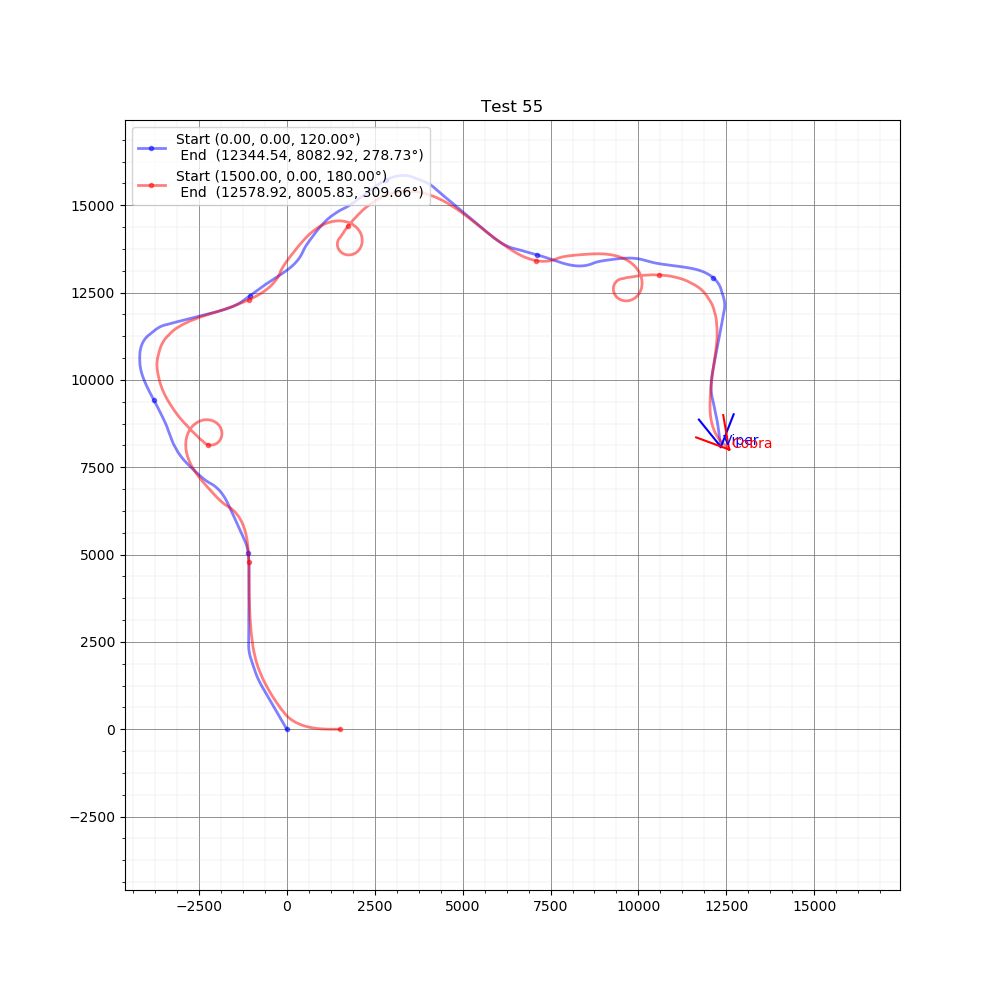 Test 55
Start (0.00, 0.00, 120.00°)
End (12344.54, 8082.92, 278.73°)
Start (1500.00, 0.00, 180.00°)
End (12578.92, 8005.83, 309.66°)
15000
12500
10000
7500
5000
2500
0
−2500
Viper
Cobra
−2500 0 2500 5000 7500 10000 12500 15000